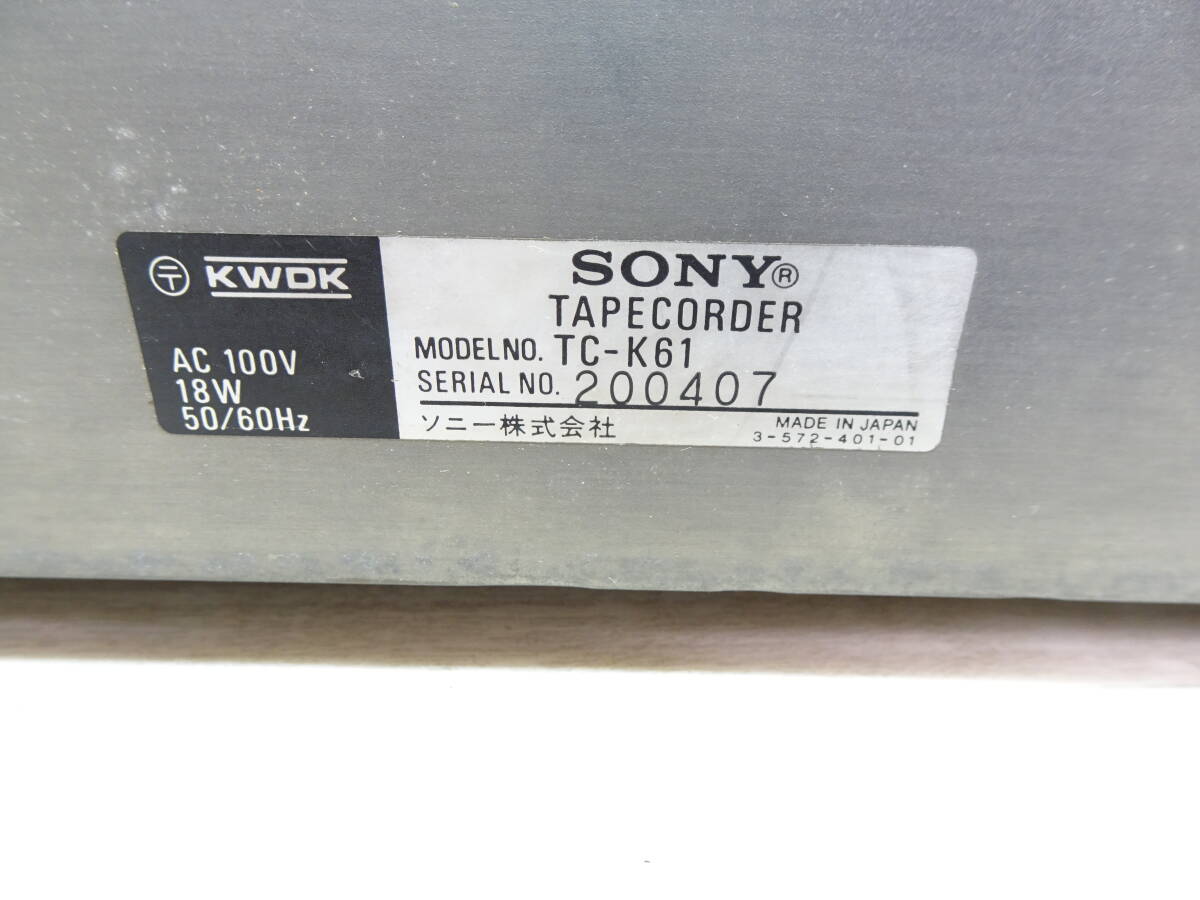 〒 KWDK
AC 100V
18W
50/60Hz
SONY®
TAPECORDER
MODEL NO. TC-K61
SERIAL NO. 200407
ソニー株式会社
MADE IN JAPAN
3-572-401-01